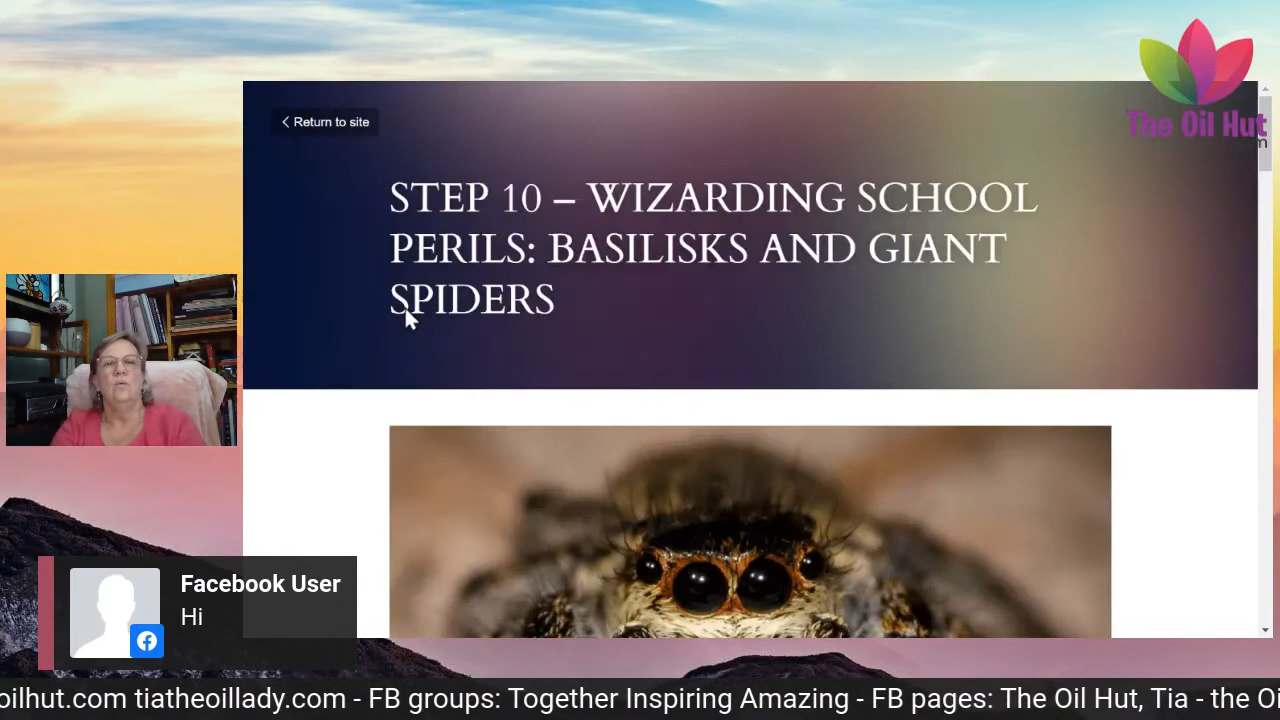 The Oil Hut
Return to site
STEP 10 – WIZARDING SCHOOL
PERILS: BASILISKS AND GIANT
SPIDERS
Facebook User
Hi
oilhut.com tiatheoillady.com - FB groups: Together Inspiring Amazing - FB pages: The Oil Hut, Tia - the Oi